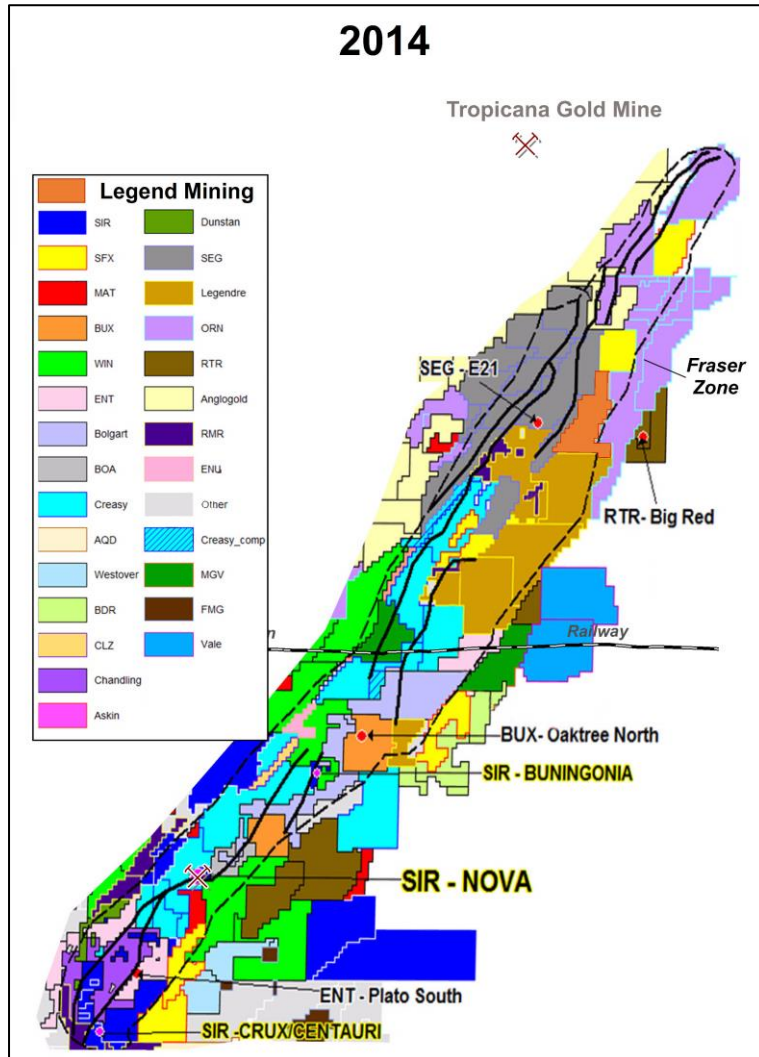 2014
Tropicana Gold Mine
Legend Mining
SIR
Dunstan
SFX
SEG
MAT
Legendre
BUX
ORN
WIN
RTR
ENT
Anglogold
Bolgart
RMR
BOA
ENU
Creasy
Other
AQD
Creasy_comp
Westover
MGV
BDR
FMG
CLZ
Vale
Chandling
Askin
SEG - E21
Fraser
Zone
RTR- Big Red
Railway
BUX- Oaktree North
SIR - BUNINGONIA
SIR - NOVA
ENT - Plato South
SIR -CRUX/CENTAURI